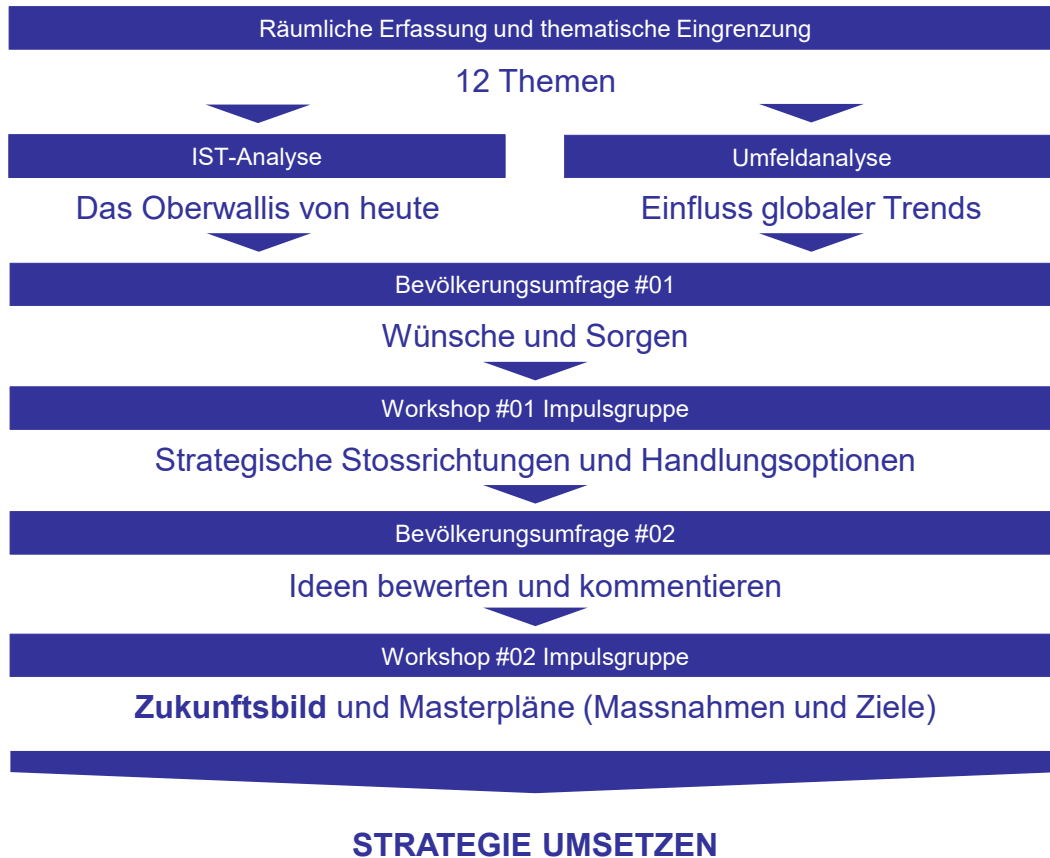 Räumliche Erfassung und thematische Eingrenzung
12 Themen
IST-Analyse
Umfeldanalyse
Das Oberwallis von heute
Einfluss globaler Trends
Bevölkerungsumfrage #01
Wünsche und Sorgen
Workshop #01 Impulsgruppe
Strategische Stossrichtungen und Handlungsoptionen
Bevölkerungsumfrage #02
Ideen bewerten und kommentieren
Workshop #02 Impulsgruppe
Zukunftsbild und Masterpläne (Massnahmen und Ziele)
STRATEGIE UMSETZEN